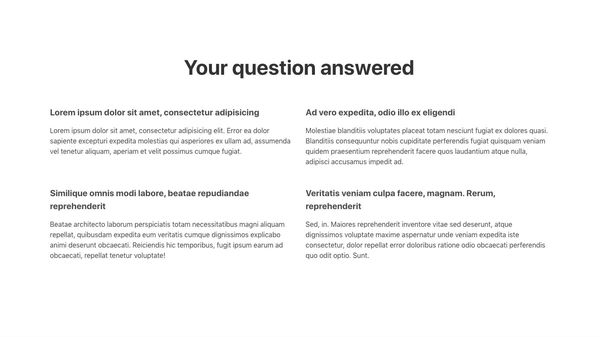 Your question answered
Lorem ipsum dolor sit amet, consectetur adipisicing
Lorem ipsum dolor sit amet, consectetur adipisicing elit. Error ea dolor
sapiente excepturi expedita molestias qui asperiores ex ullam ad, assumenda
vel tenetur aliquam, aperiam et velit possimus cumque fugiat.
Ad vero expedita, odio illo ex eligendi
Molestiae blanditiis voluptates placeat totam nesciunt fugiat ex dolores quasi.
Blanditiis consequuntur nobis cupiditate perferendis fugiat quisquam veniam
quidem praesentium reprehenderit facere quos laudantium atque nulla,
adipisci accusamus impedit ad.
Similique omnis modi labore, beatae repudiandae
reprehenderit
Beatae architecto laborum perspiciatis totam necessitatibus magni aliquam
repellat, quibusdam expedita eum veritatis cumque dignissimos explicabo
animi deserunt obcaecati. Reiciendis hic temporibus, fugit ipsum earum ad
obcaecati, repellat tenetur voluptate!
Veritatis veniam culpa facere, magnam. Rerum,
reprehenderit
Sed, in. Maiores reprehenderit inventore vitae sed deserunt, atque
dignissimos voluptate maxime aspernatur unde veniam expedita iste
consectetur, dolor repellat error doloribus ratione odio obcaecati perferendis
quo odit optio. Sunt.